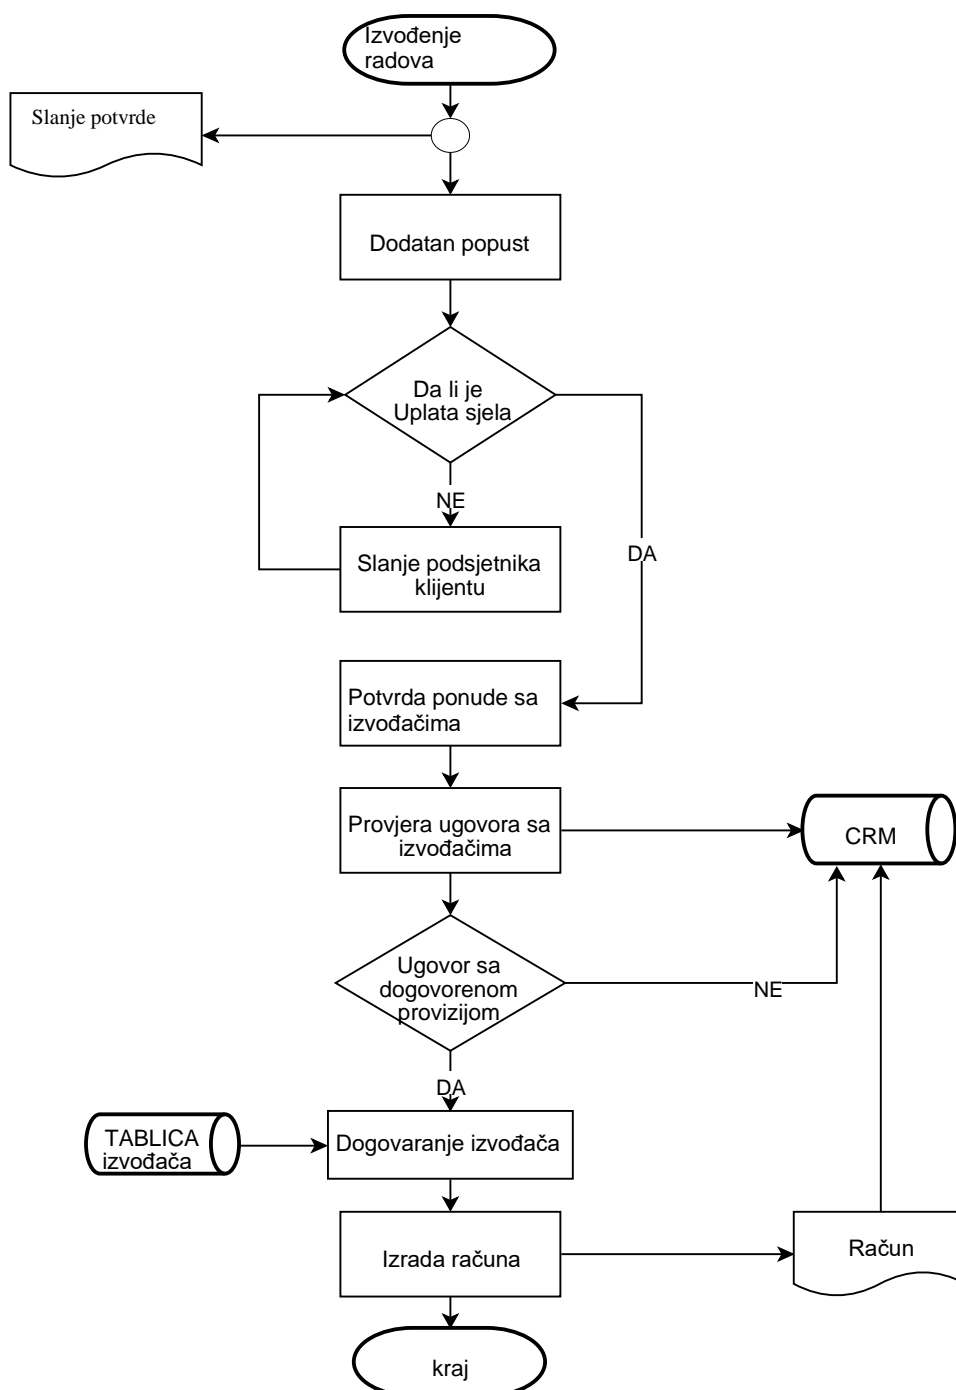 Izvođenje
radova
Slanje potvrde
Dodatan popust
Da li je
Uplata sjela
NE
Slanje podsjetnika
klijentu
DA
Potvrda ponude sa
izvođačima
Provjera ugovora sa
izvođačima
CRM
Ugovor sa
dogovorenom
provizijom
NE
DA
TABLICA
izvođača
Dogovaranje izvođača
Izrada računa
Račun
kraj